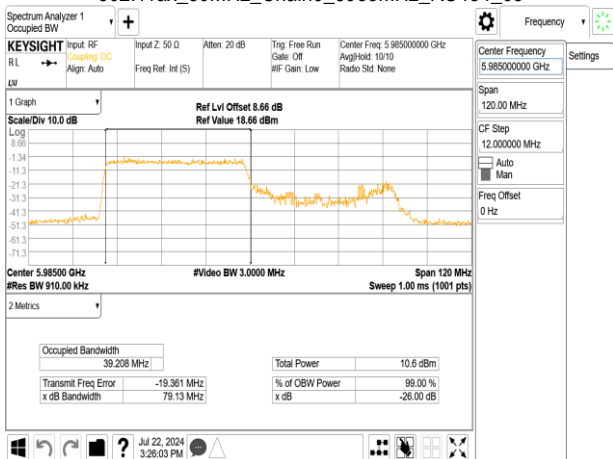 Spectrum Analyzer 1
Occupied BW
Frequency
KEYSIGHT
RL
LXI
Input: RF
Coupling: DC
Align: Auto
Input Z: 50 Ω
Freq Ref: Int (S)
Atten: 20 dB
Trig: Free Run
Gate: Off
#IF Gain: Low
Center Freq: 5.985000000 GHz
Avg|Hold: 10/10
Radio Std: None
Center Frequency
5.985000000 GHz
Settings
Span
120.00 MHz
CF Step
12.000000 MHz
Auto
Man
Freq Offset
0 Hz
1 Graph
Scale/Div 10.0 dB
Ref Lvl Offset 8.66 dB
Ref Value 18.66 dBm
Log
8.66
-1.34
-11.3
-21.3
-31.3
-41.3
-51.3
-61.3
-71.3
Center 5.98500 GHz
#Video BW 3.0000 MHz
Span 120 MHz
#Res BW 910.00 kHz
Sweep 1.00 ms (1001 pts)
2 Metrics
Occupied Bandwidth
39.208 MHz
Total Power 10.6 dBm
Transmit Freq Error -19.361 MHz
% of OBW Power 99.00 %
x dB Bandwidth 79.13 MHz
x dB -26.00 dB
Jul 22, 2024
3:26:03 PM